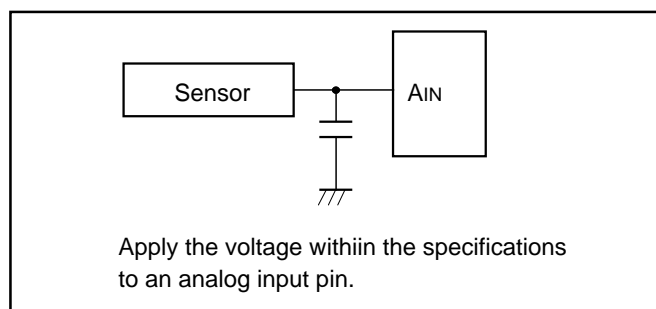 Sensor
AIN
Apply the voltage withiin the specifications
to an analog input pin.